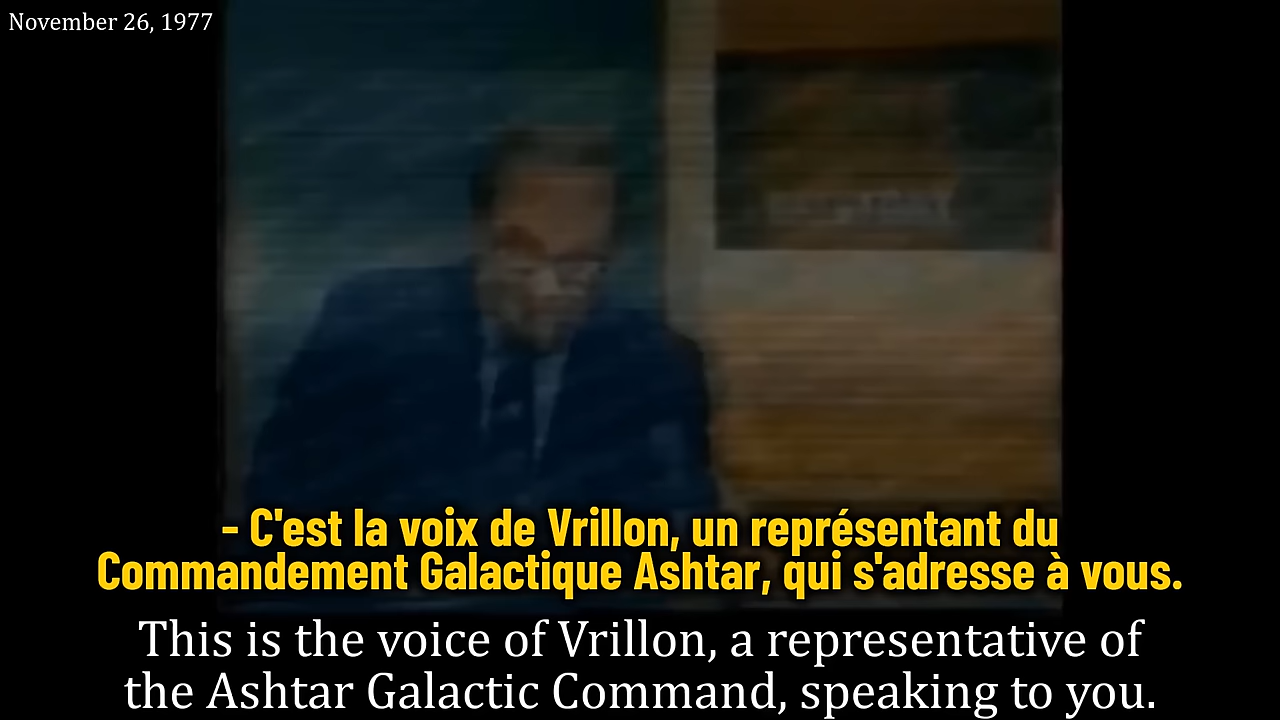 November 26, 1977
- C'est la voix de Vrillon, un représentant du
Commandement Galactique Ashtar, qui s'adresse à vous.
This is the voice of Vrillon, a representative of
the Ashtar Galactic Command, speaking to you.